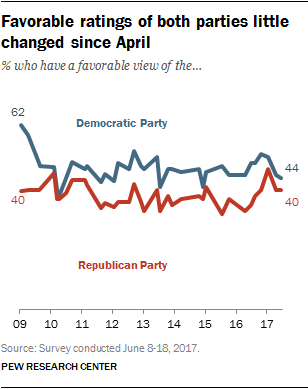 Favorable ratings of both parties little
changed since April
% who have a favorable view of the...
62
Democratic Party
44
40
40
Republican Party
09 10 11 12 13 14 15 16 17
Source: Survey conducted June 8-18, 2017.
PEW RESEARCH CENTER